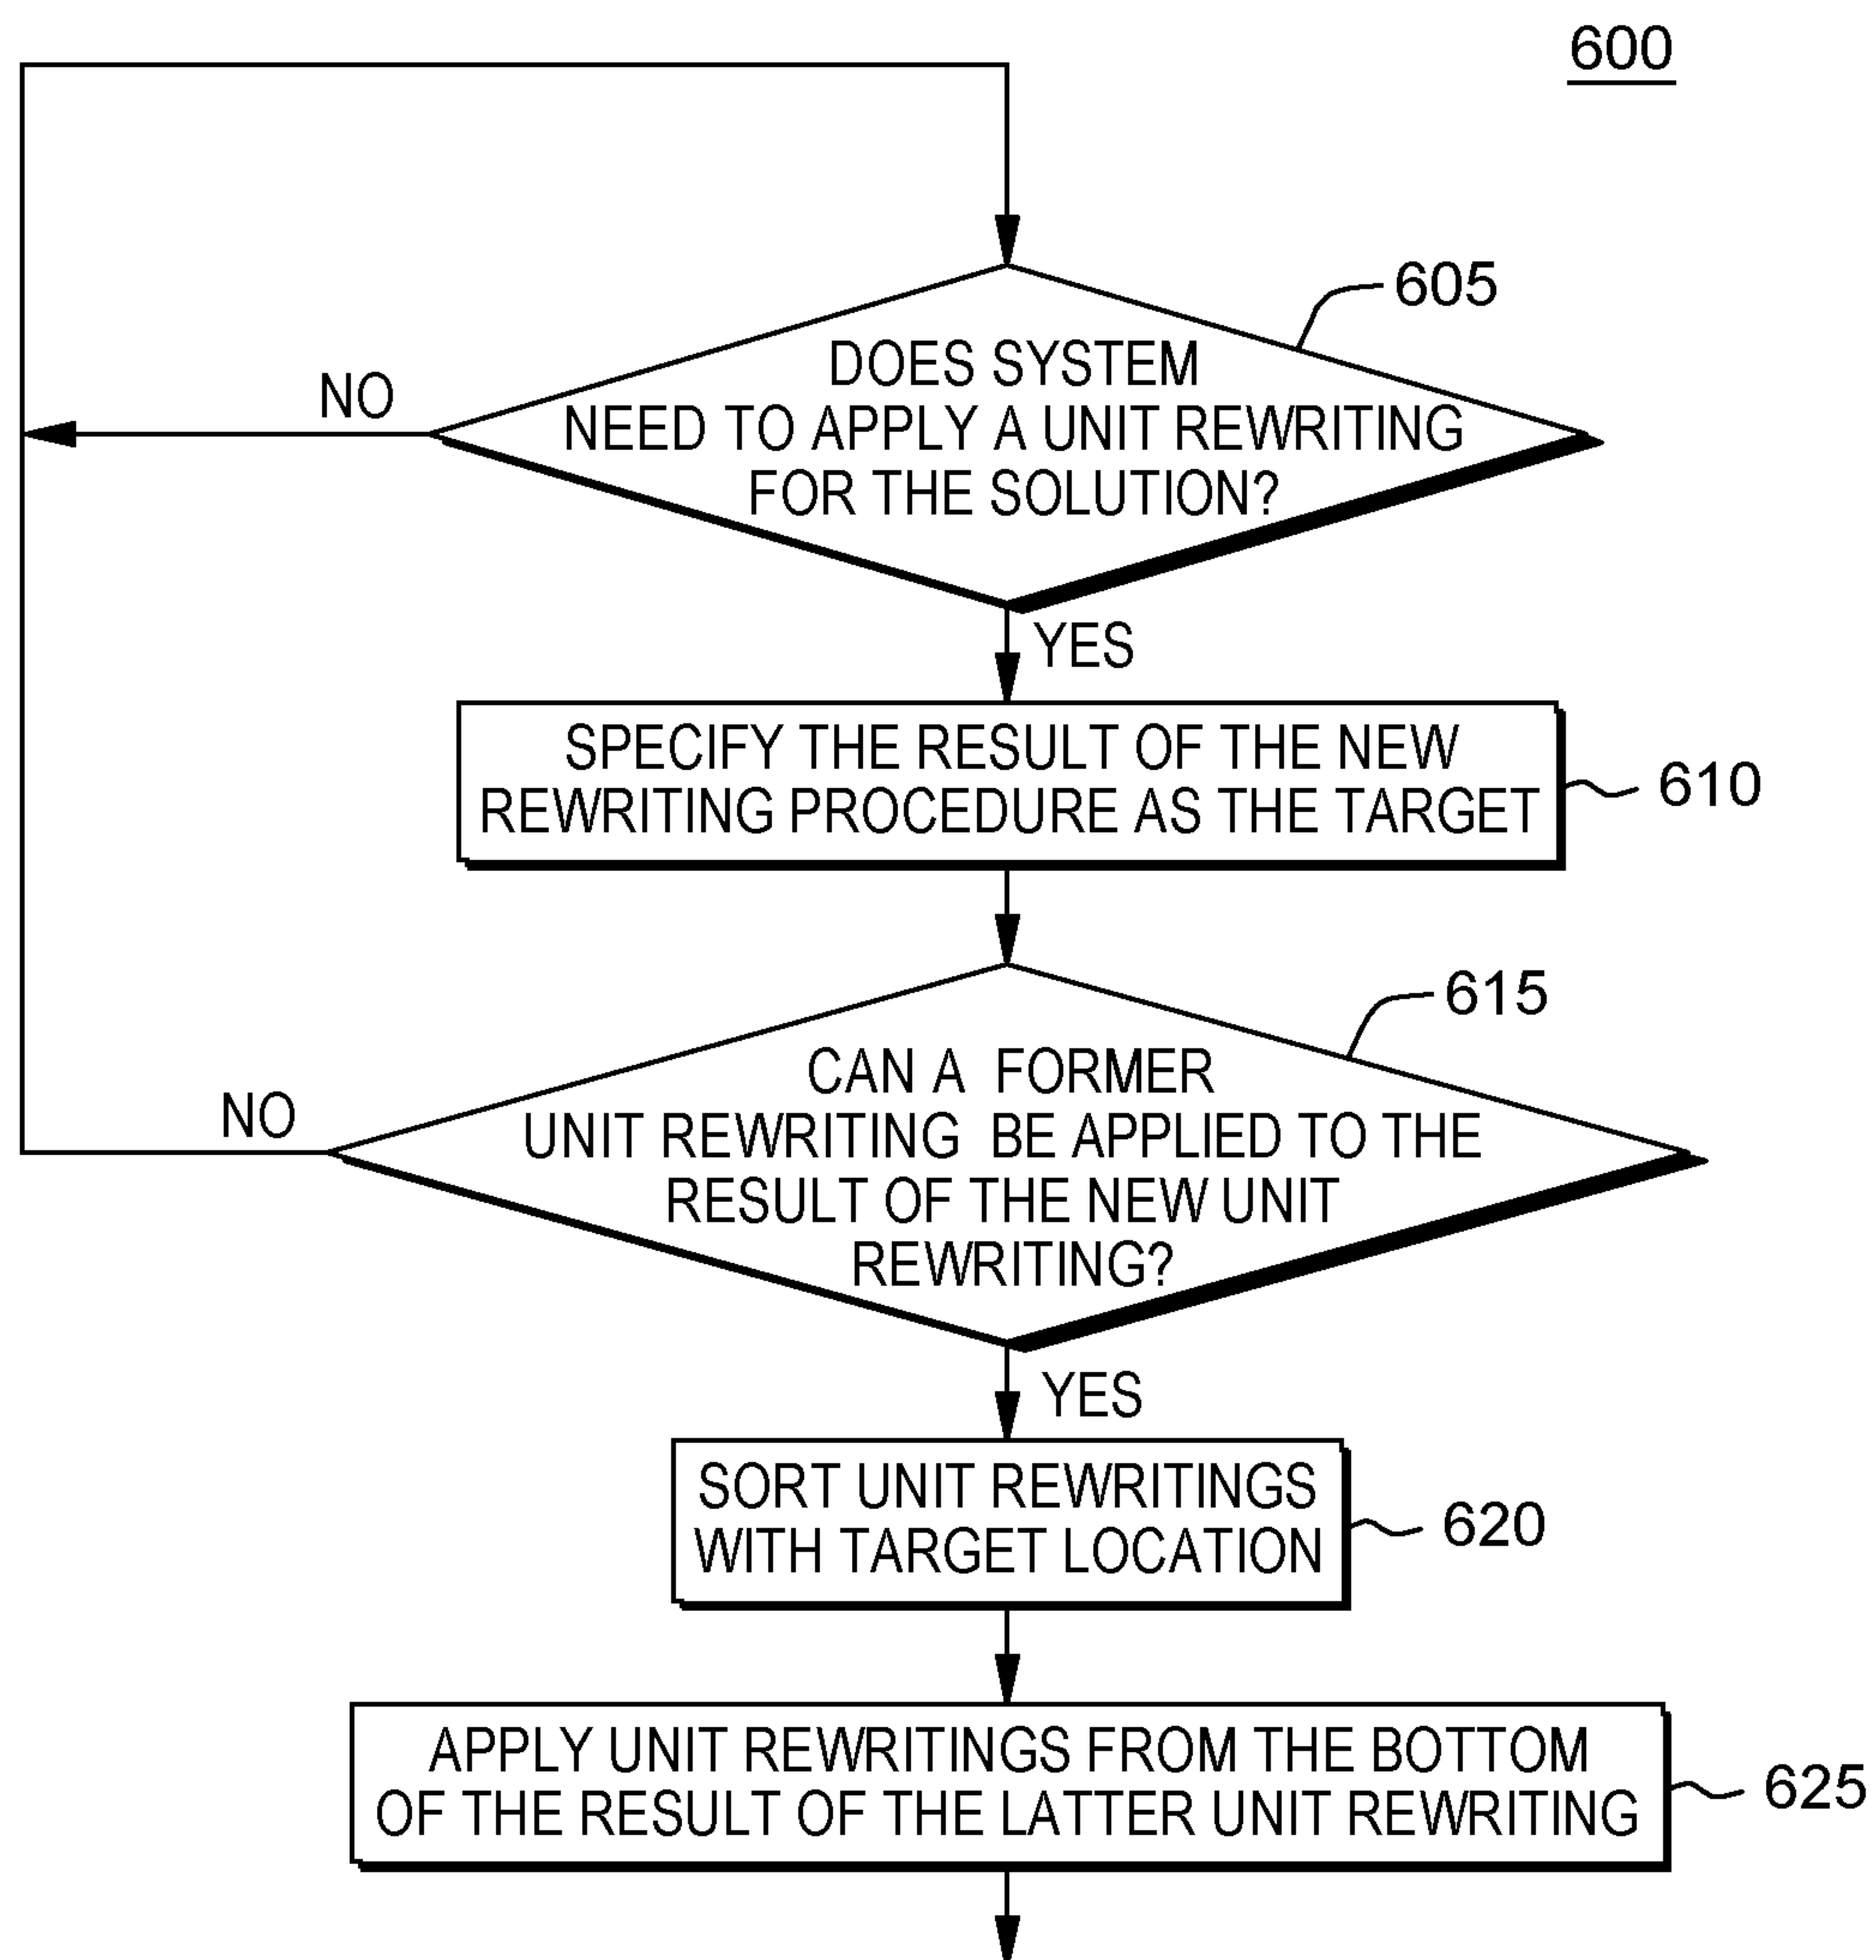 600
605
DOES SYSTEM
NEED TO APPLY A UNIT REWRITING
FOR THE SOLUTION?
NO
YES
SPECIFY THE RESULT OF THE NEW
REWRITING PROCEDURE AS THE TARGET
610
615
CAN A FORMER
UNIT REWRITING BE APPLIED TO THE
RESULT OF THE NEW UNIT
REWRITING?
NO
YES
SORT UNIT REWRITINGS
WITH TARGET LOCATION
620
APPLY UNIT REWRITINGS FROM THE BOTTOM
OF THE RESULT OF THE LATTER UNIT REWRITING
625